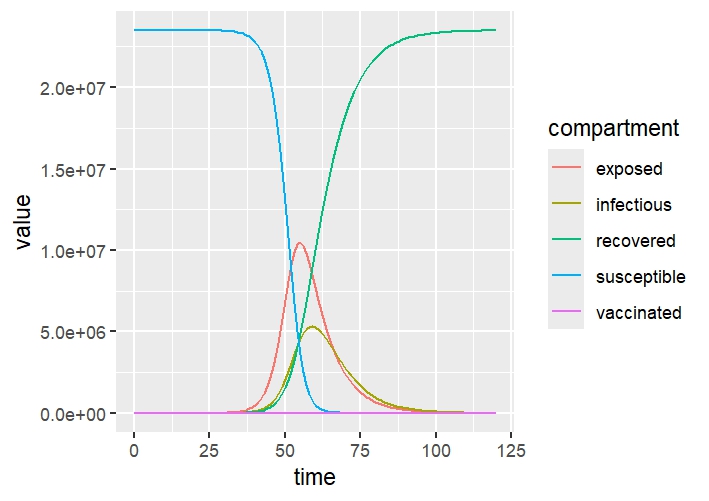 value
2.0e+07
1.5e+07
1.0e+07
5.0e+06
0.0e+00
0 25 50 75 100 125
time
compartment
exposed
infectious
recovered
susceptible
vaccinated